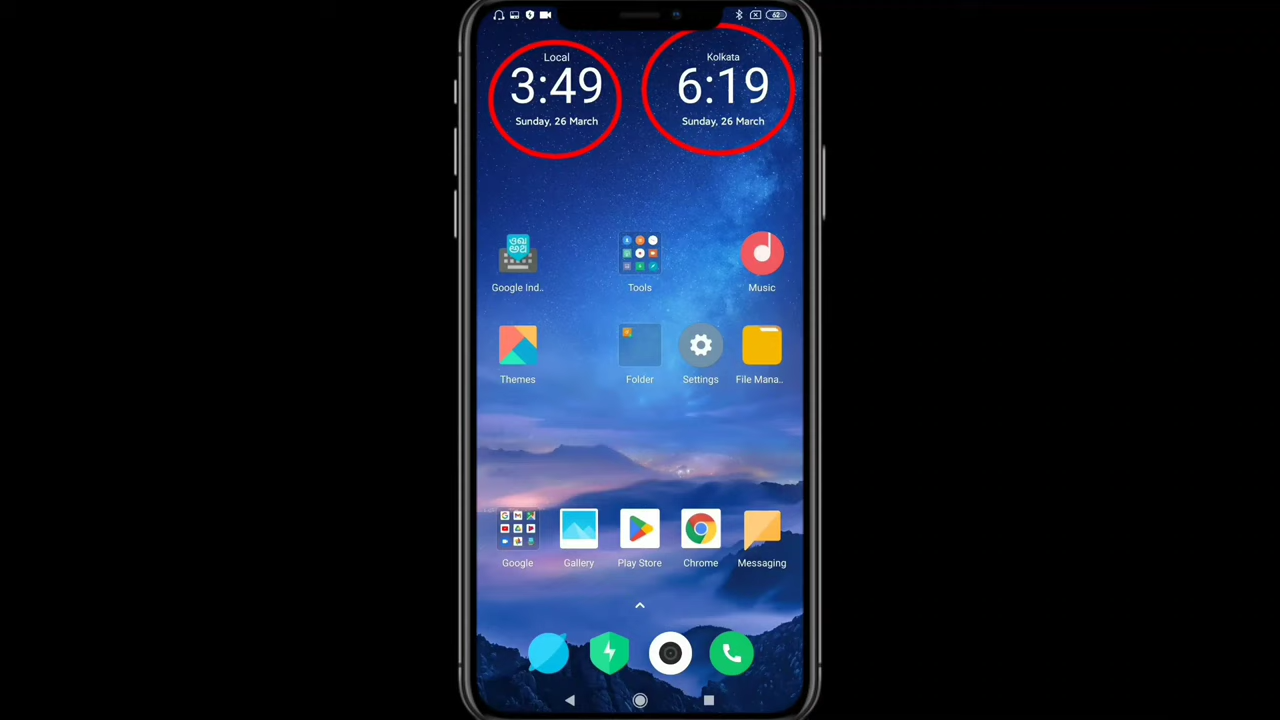 62
Local
Kolkata
3:49
6:19
Sunday, 26 March
Sunday, 26 March
Google Ind..
Tools
Music
Themes
Folder
Settings
File Mana..
Google
Gallery
Play Store
Chrome
Messaging